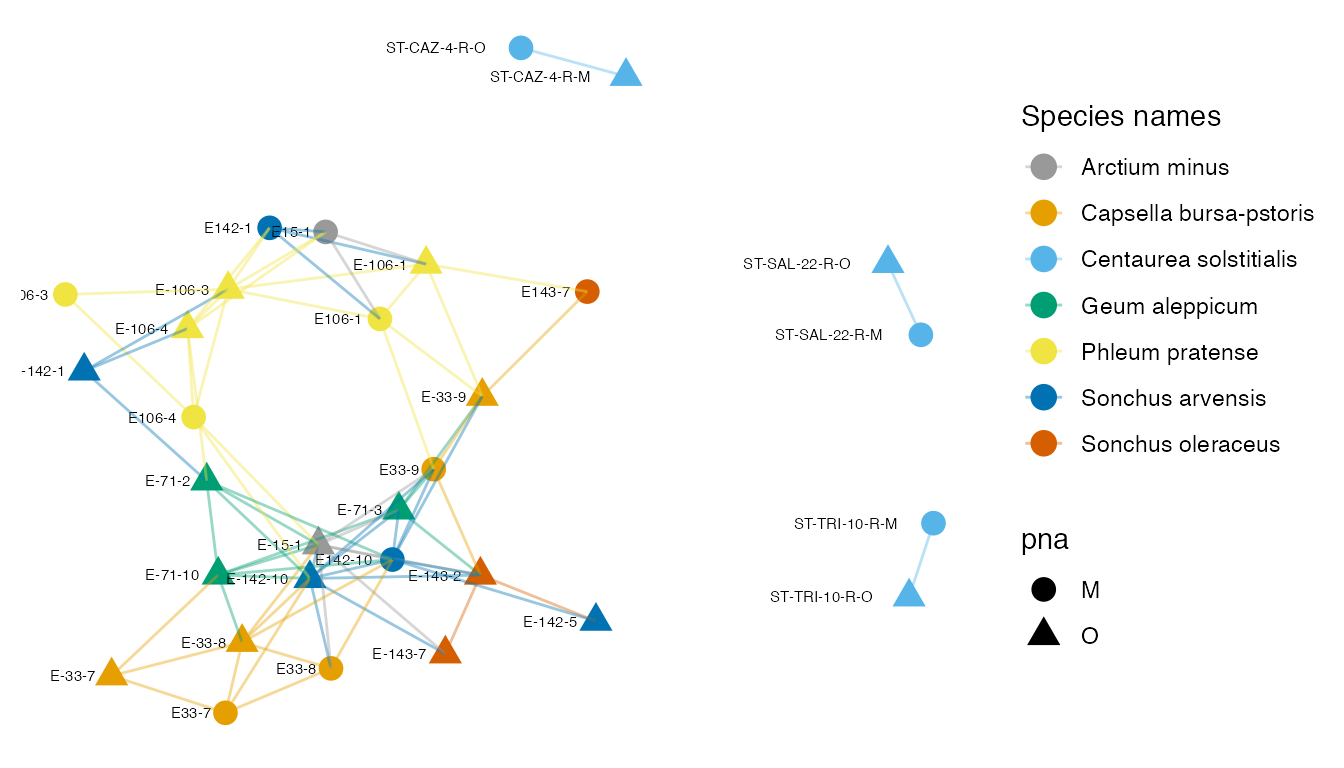 ST-CAZ-4-R-O
ST-CAZ-4-R-M
Species names
Arctium minus
Capsella bursa-pstoris
Centaurea solstitialis
Geum aleppicum
Phleum pratense
Sonchus arvensis
Sonchus oleraceus
E142-1
E15-1
E-106-1
ST-SAL-22-R-O
E-106-3
06-3
E143-7
E106-1
E-106-4
ST-SAL-22-R-M
-142-1
E-33-9
E106-4
E33-9
E-71-2
E-71-3
ST-TRI-10-R-M
E-15-1
E142-10
E-71-10
E-142-10
E-143-2
ST-TRI-10-R-O
E-142-5
E-33-8
E-143-7
E33-8
E-33-7
E33-7
pna
M
O